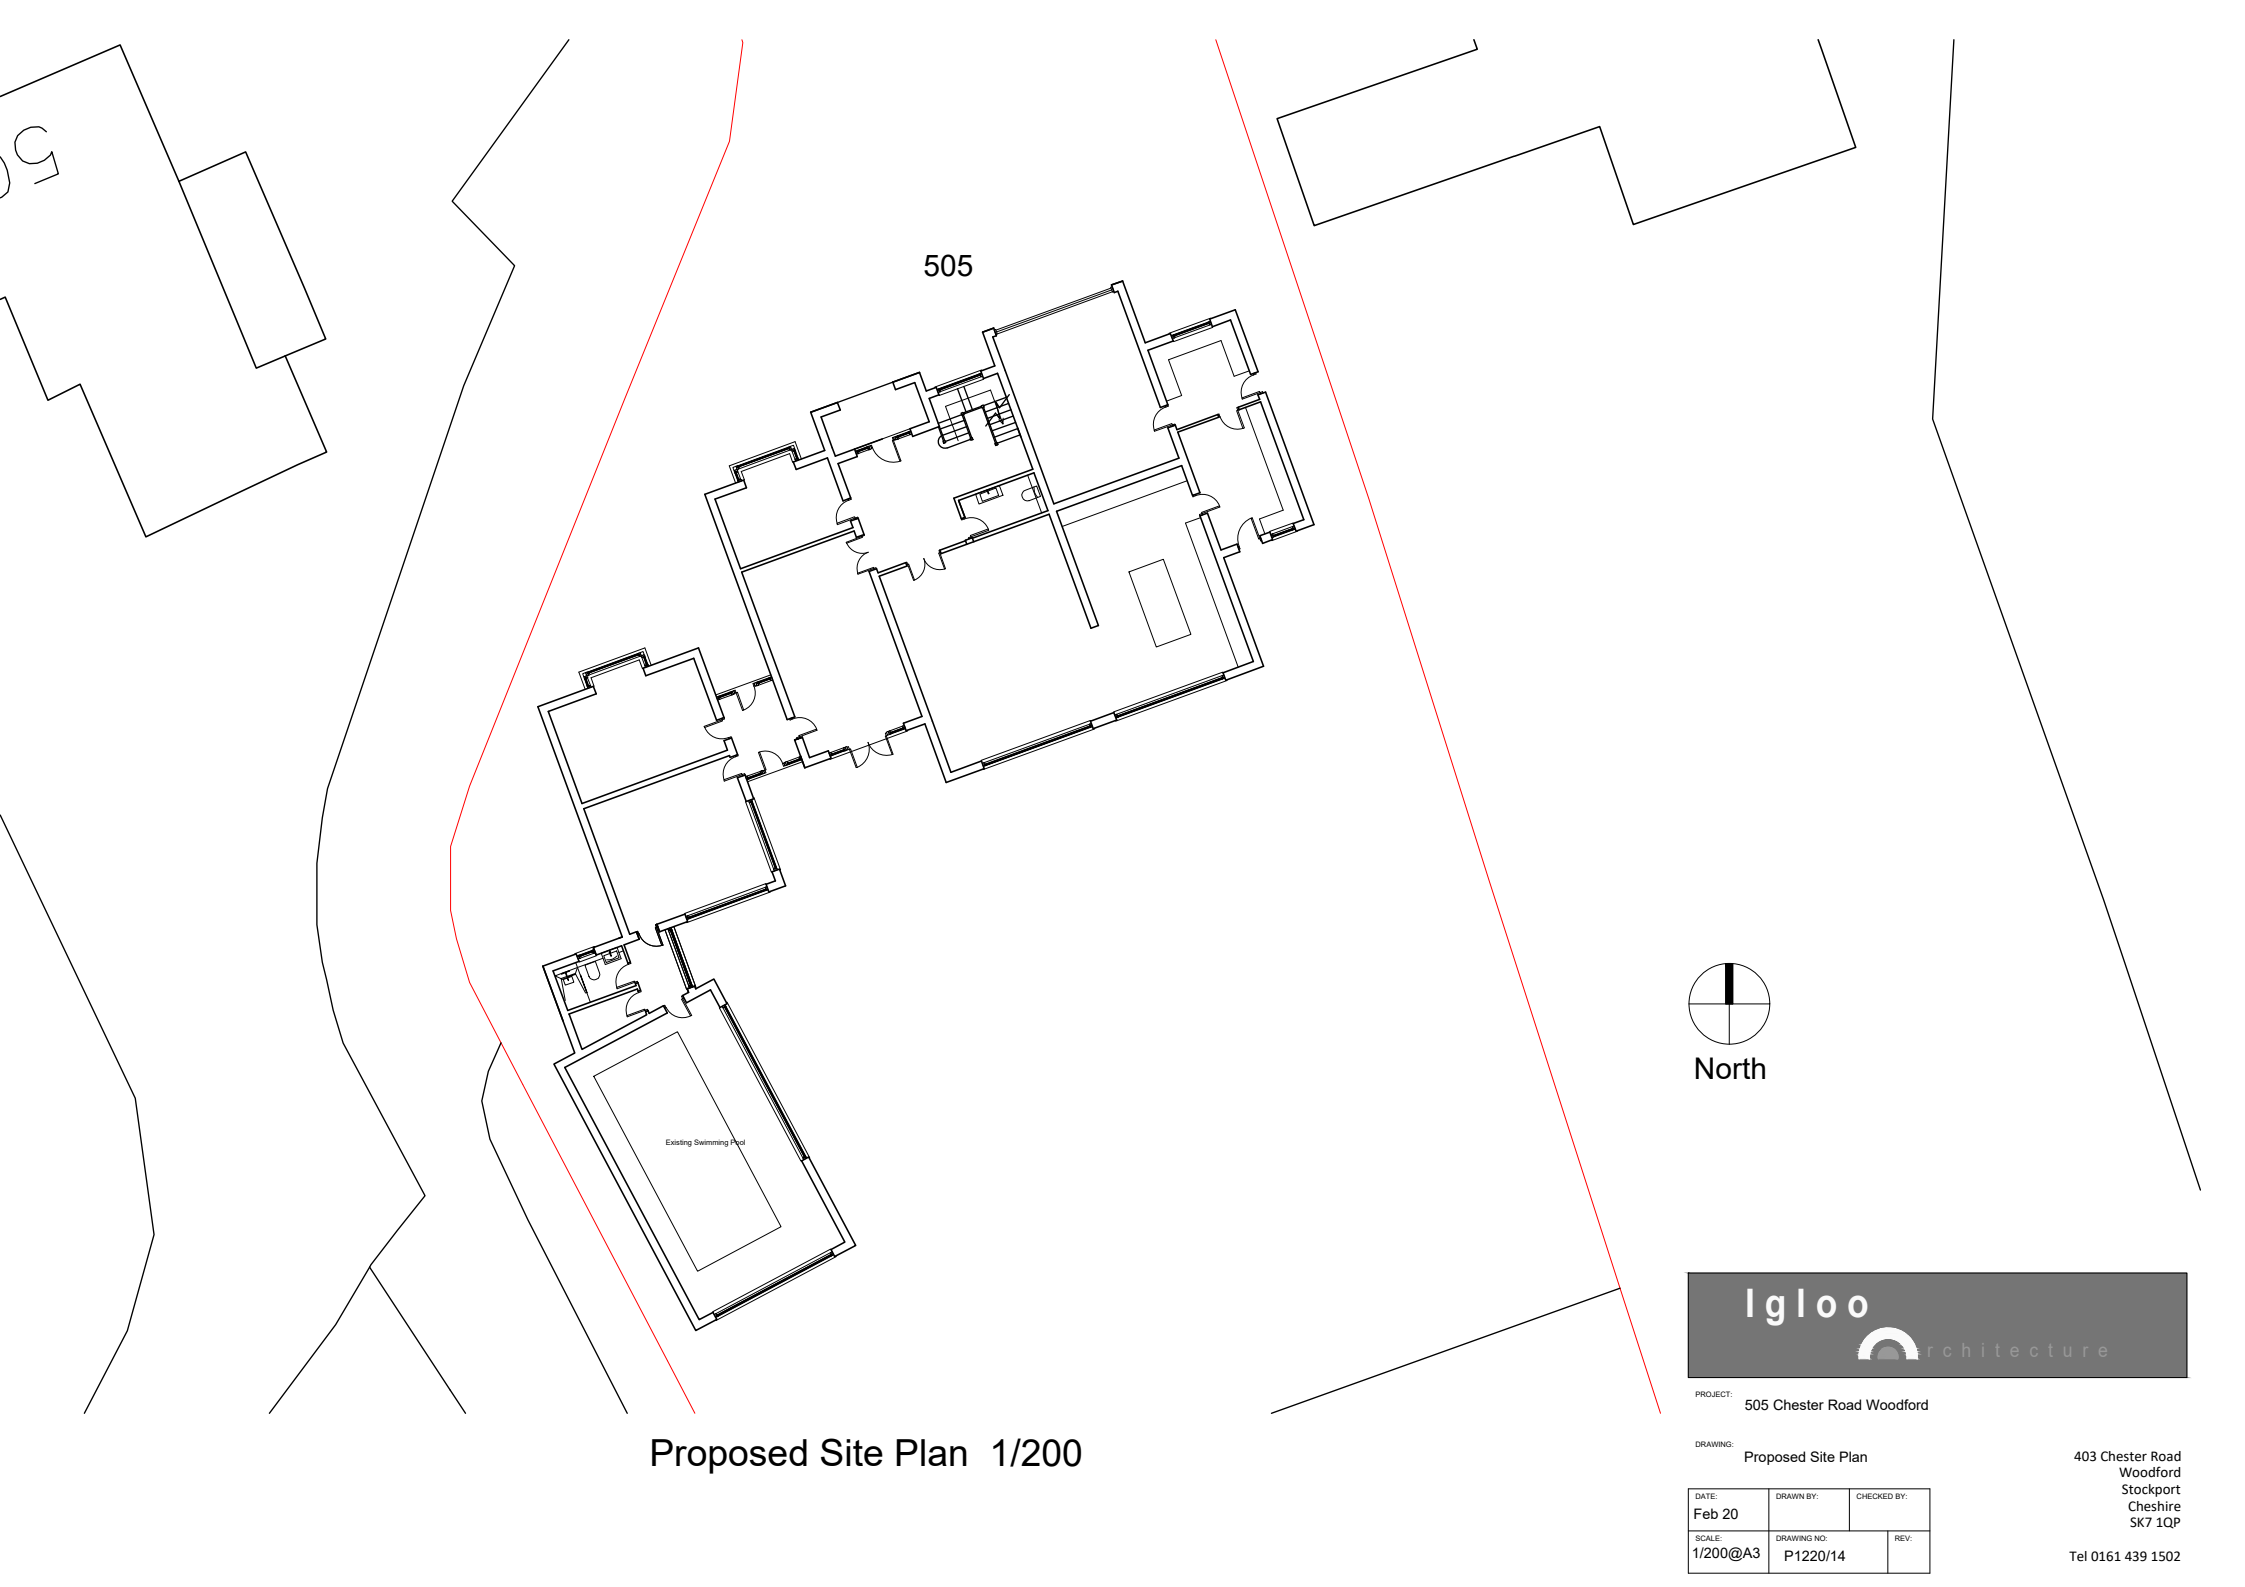 505
Existing Swimming Pool
North
Igloo
rchitecture
PROJECT:
505 Chester Road Woodford
DRAWING:
Proposed Site Plan
403 Chester Road
Woodford
Stockport
Cheshire
SK7 1QP
Tel 0161 439 1502
DATE:
Feb 20
DRAWN BY:
CHECKED BY:
SCALE:
1/200@A3
DRAWING NO:
P1220/14
REV:
Proposed Site Plan 1/200